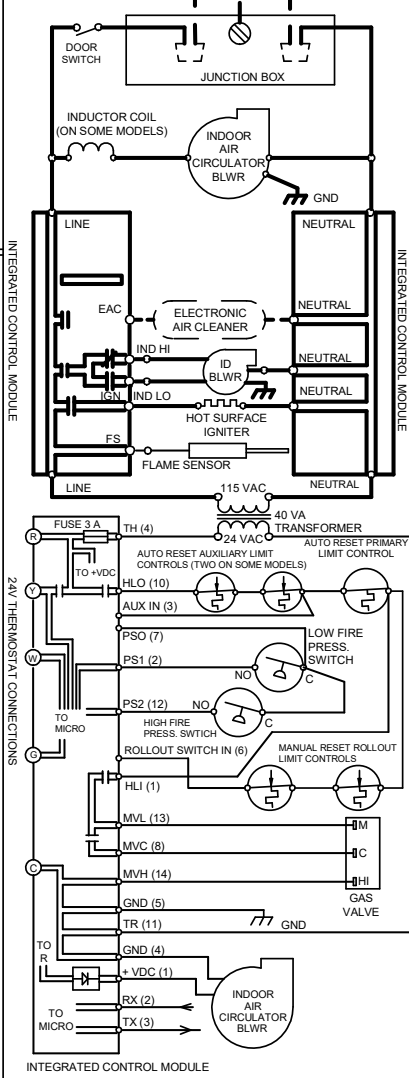 DOOR
SWITCH
JUNCTION BOX
INDUCTOR COIL
(ON SOME MODELS)
INDOOR
AIR
CIRCULATOR
BLWR
GND
LINE
NEUTRAL
INTEGRATED CONTROL MODULE
INTEGRATED CONTROL MODULE
EAC
ELECTRONIC
AIR CLEANER
NEUTRAL
IND HI
ID
BLWR
NEUTRAL
IGN
IND LO
NEUTRAL
HOT SURFACE
IGNITER
FS
FLAME SENSOR
LINE
115 VAC
NEUTRAL
40 VA
TRANSFORMER
24 VAC
FUSE 3 A
TH (4)
R
TO +VDC
AUTO RESET AUXILIARY LIMIT
CONTROLS (TWO ON SOME MODELS)
AUTO RESET PRIMARY
LIMIT CONTROL
HLO (10)
Y
AUX IN (3)
PSO (7)
LOW FIRE
PRESS.
SWITCH
W
PS1 (2)
NO
C
PS2 (12)
NO
C
TO
MICRO
HIGH FIRE
PRESS. SWTICH
24V THERMOSTAT CONNECTIONS
G
ROLLOUT SWITCH IN (6)
MANUAL RESET ROLLOUT
LIMIT CONTROLS
HLI (1)
MVL (13)
M
MVC (8)
C
C
MVH (14)
HI
GAS
VALVE
GND (5)
TR (11)
GND
TO
R
GND (4)
+ VDC (1)
INDOOR
AIR
CIRCULATOR
BLWR
TO
MICRO
RX (2)
TX (3)
INTEGRATED CONTROL MODULE